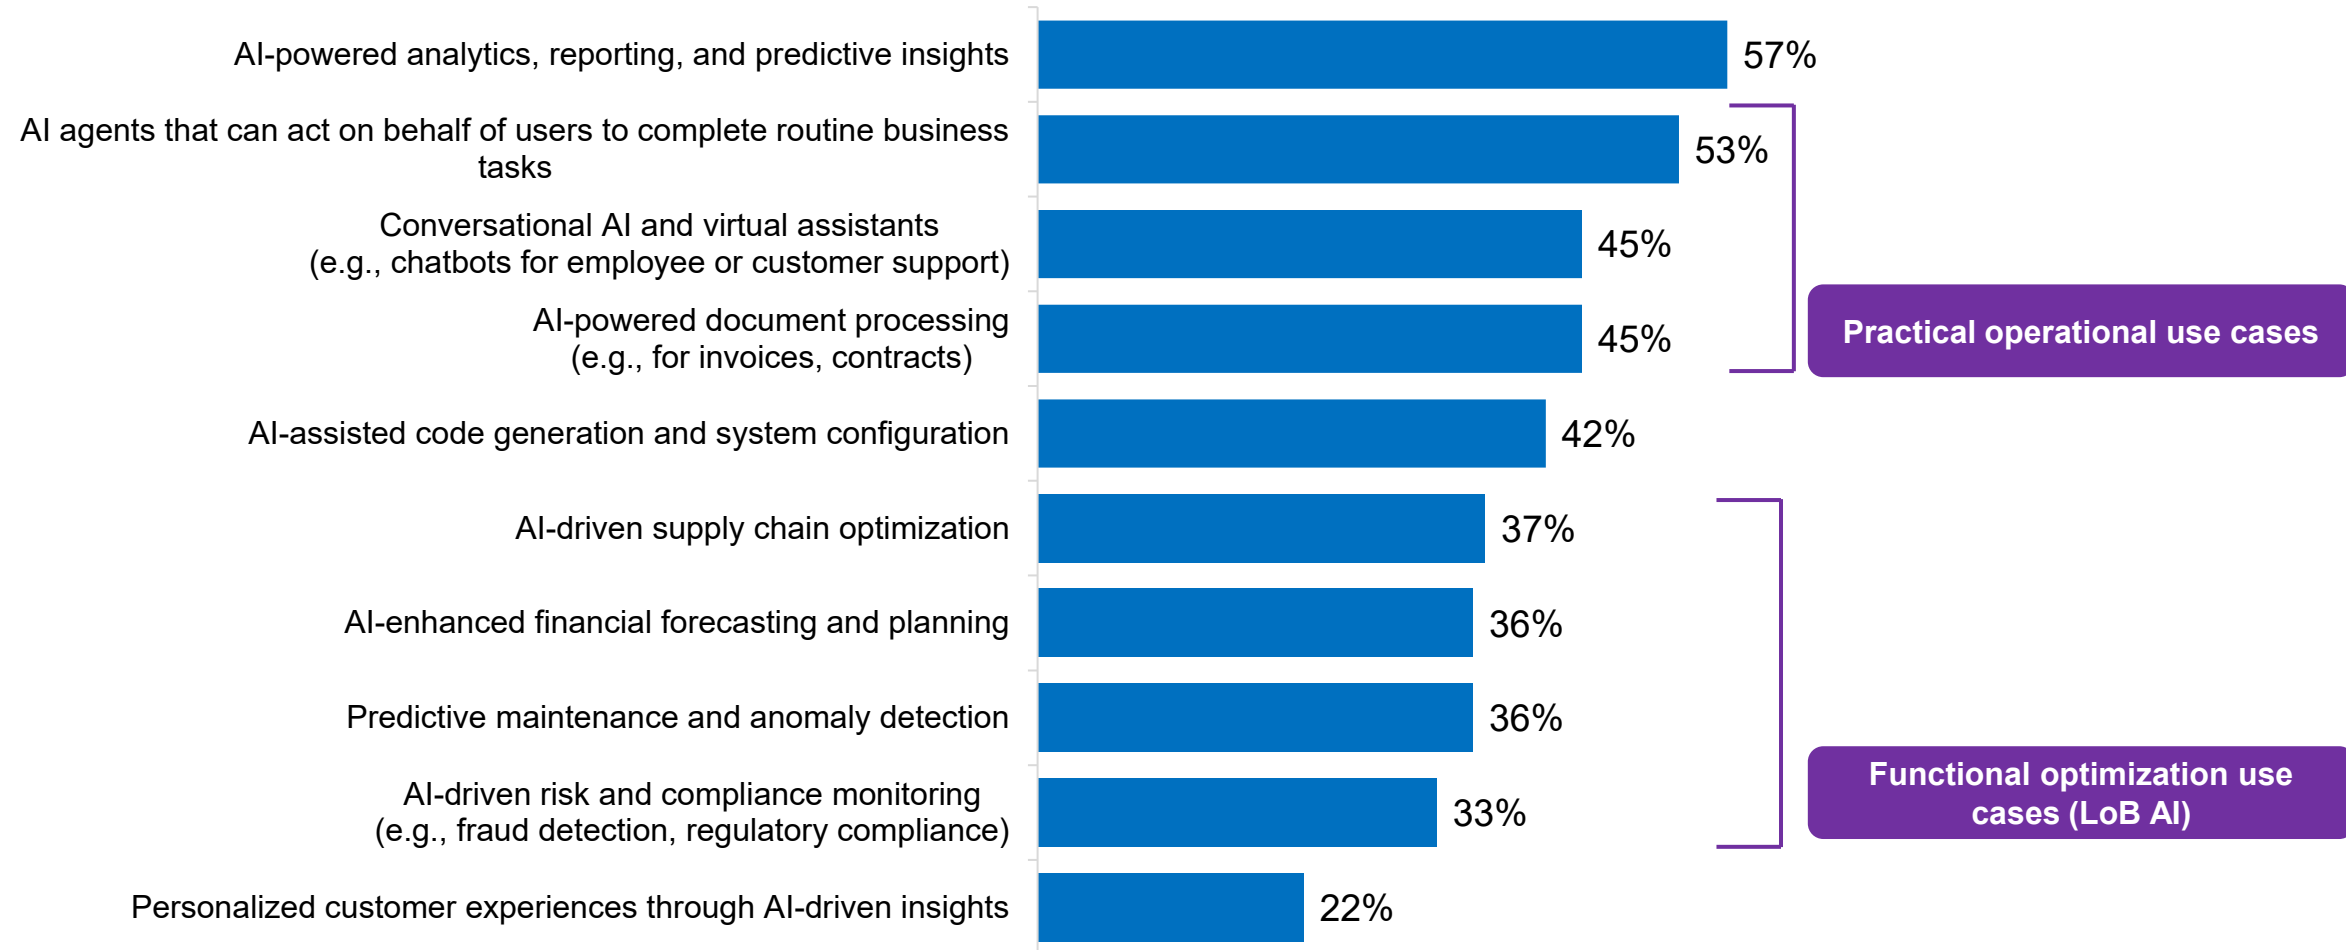 AI-powered analytics, reporting, and predictive insights
57%
AI agents that can act on behalf of users to complete routine business
tasks
53%
Conversational AI and virtual assistants
(e.g., chatbots for employee or customer support)
45%
AI-powered document processing
(e.g., for invoices, contracts)
45%
Practical operational use cases
AI-assisted code generation and system configuration
42%
AI-driven supply chain optimization
37%
AI-enhanced financial forecasting and planning
36%
Predictive maintenance and anomaly detection
36%
AI-driven risk and compliance monitoring
(e.g., fraud detection, regulatory compliance)
33%
Functional optimization use
cases (LoB AI)
Personalized customer experiences through AI-driven insights
22%